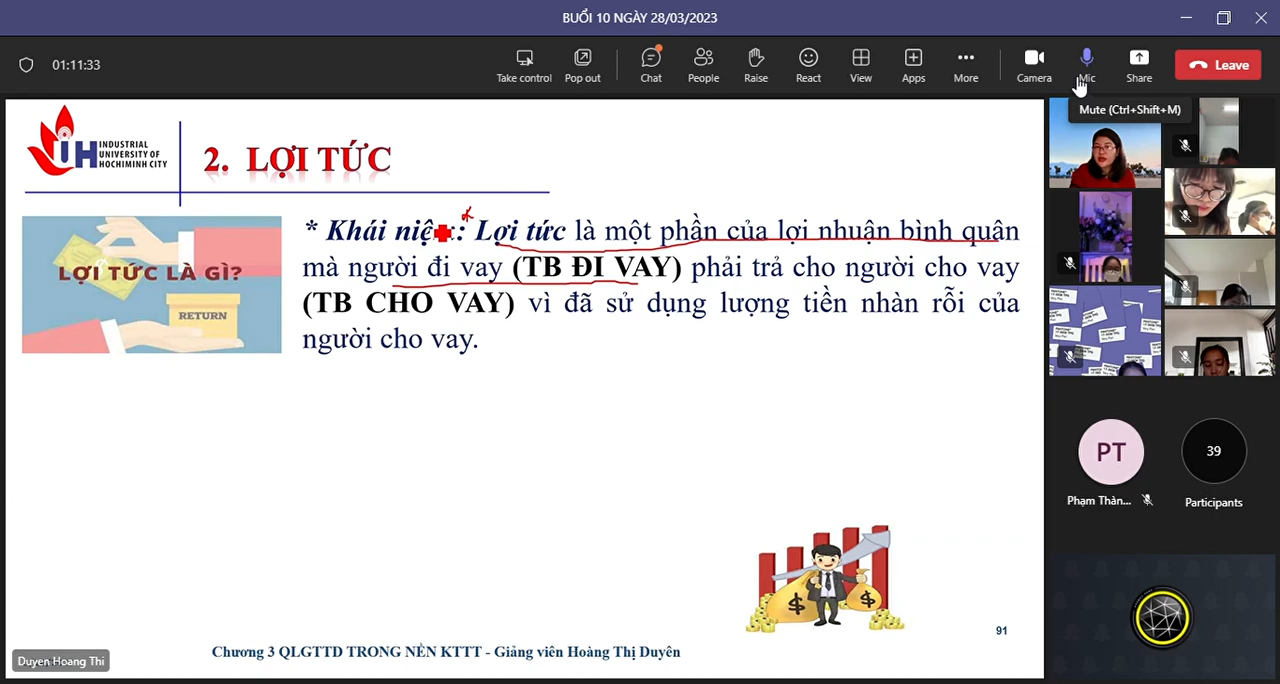 BUỔI 10 NGÀY 28/03/2023
01:11:33
Take control Pop out Chat People Raise React View Apps More Camera Mic Share Leave
Mute (Ctrl+Shift+M)
INDUSTRIAL
UNIVERSITY OF
HOCHIMINH CITY
IUH
2. LỢI TỨC
* Khái niệ : Lợi tức là một phần của lợi nhuận bình quân
mà người đi vay (TB ĐI VAY) phải trả cho người cho vay
(TB CHO VAY) vì đã sử dụng lượng tiền nhàn rỗi của
người cho vay.
LỢI TỨC LÀ GÌ?
RETURN
PT
39
Phạm Thàn...
Participants
$ $
91
Chương 3 QLGTTD TRONG NỀN KTTT - Giảng viên Hoàng Thị Duyên
Duyen Hoang Thi